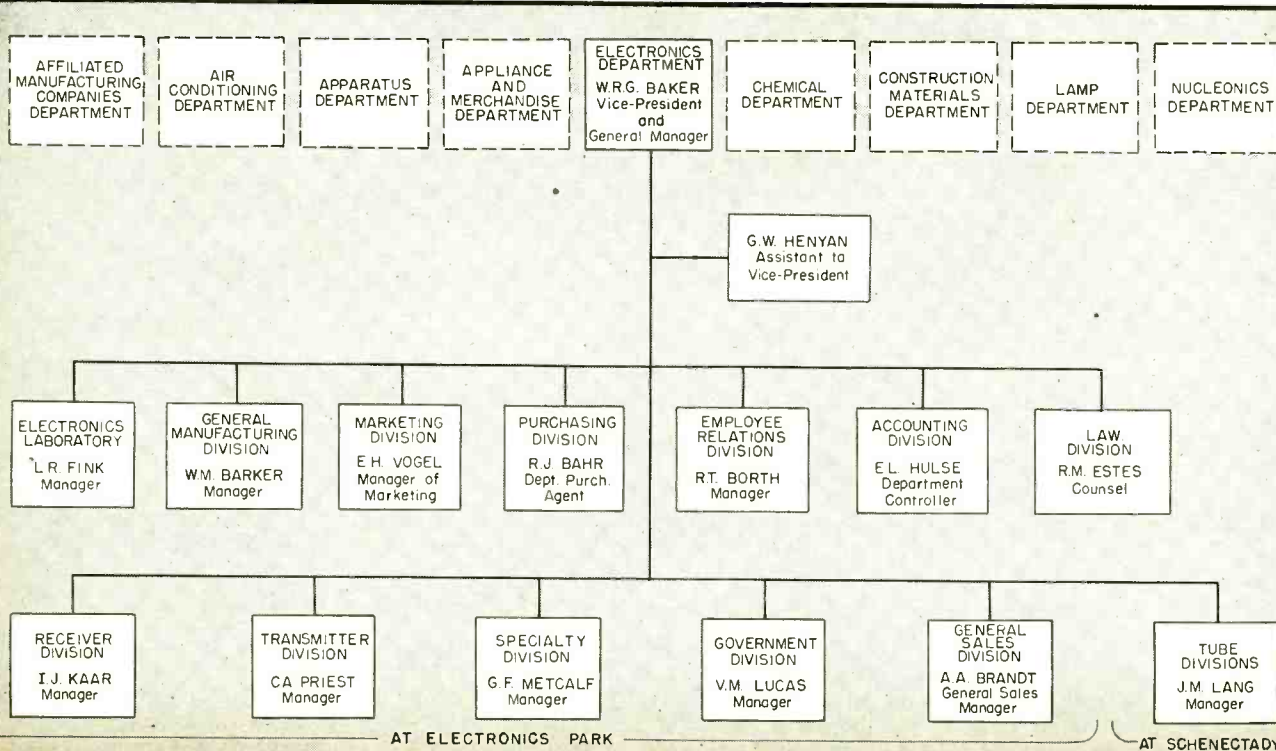 AFFILIATED
MANUFACTURING
COMPANIES
DEPARTMENT
AIR
CONDITIONING
DEPARTMENT
APPARATUS
DEPARTMENT
APPLIANCE
AND
MERCHANDISE
DEPARTMENT
ELECTRONICS
DEPARTMENT
W.R.G. BAKER
Vice-President
and
General Manager
CHEMICAL
DEPARTMENT
CONSTRUCTION
MATERIALS
DEPARTMENT
LAMP
DEPARTMENT
NUCLEONICS
DEPARTMENT
G.W. HENYAN
Assistant to
Vice-President
ELECTRONICS
LABORATORY
L.R. FINK
Manager
GENERAL
MANUFACTURING
DIVISION
W.M. BARKER
Manager
MARKETING
DIVISION
E.H. VOGEL
Manager of
Marketing
PURCHASING
DIVISION
R.J. BAHR
Dept. Purch.
Agent
EMPLOYEE
RELATIONS
DIVISION
R.T. BORTH
Manager
ACCOUNTING
DIVISION
E.L. HULSE
Department
Controller
LAW
DIVISION
R.M. ESTES
Counsel
RECEIVER
DIVISION
I.J. KAAR
Manager
TRANSMITTER
DIVISION
CA PRIEST
Manager
SPECIALTY
DIVISION
G.F. METCALF
Manager
GOVERNMENT
DIVISION
V.M. LUCAS
Manager
GENERAL
SALES
DIVISION
A.A. BRANDT
General Sales
Manager
TUBE
DIVISIONS
J.M. LANG
Manager
AT ELECTRONICS PARK
AT SCHENECTADY